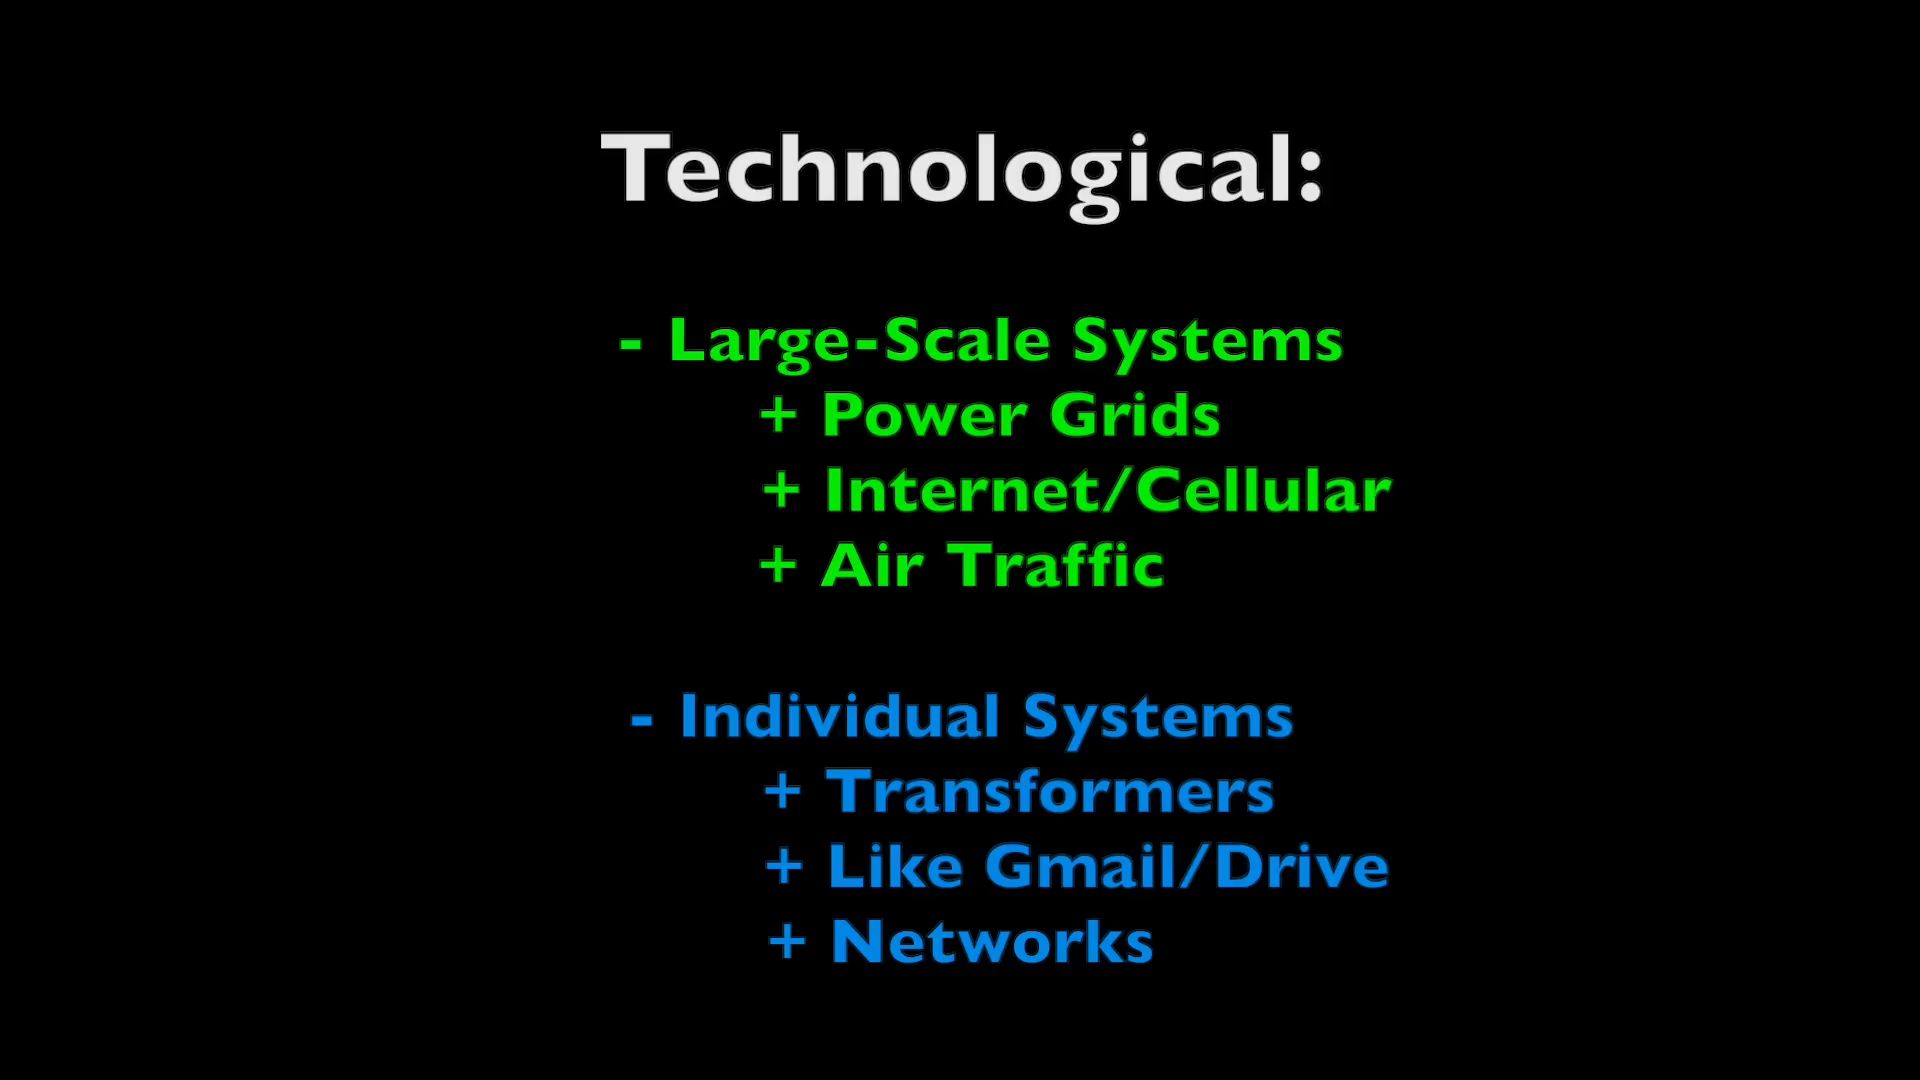 Technological:
- Large-Scale Systems
+ Power Grids
+ Internet/Cellular
+ Air Traffic
- Individual Systems
+ Transformers
+ Like Gmail/Drive
+ Networks